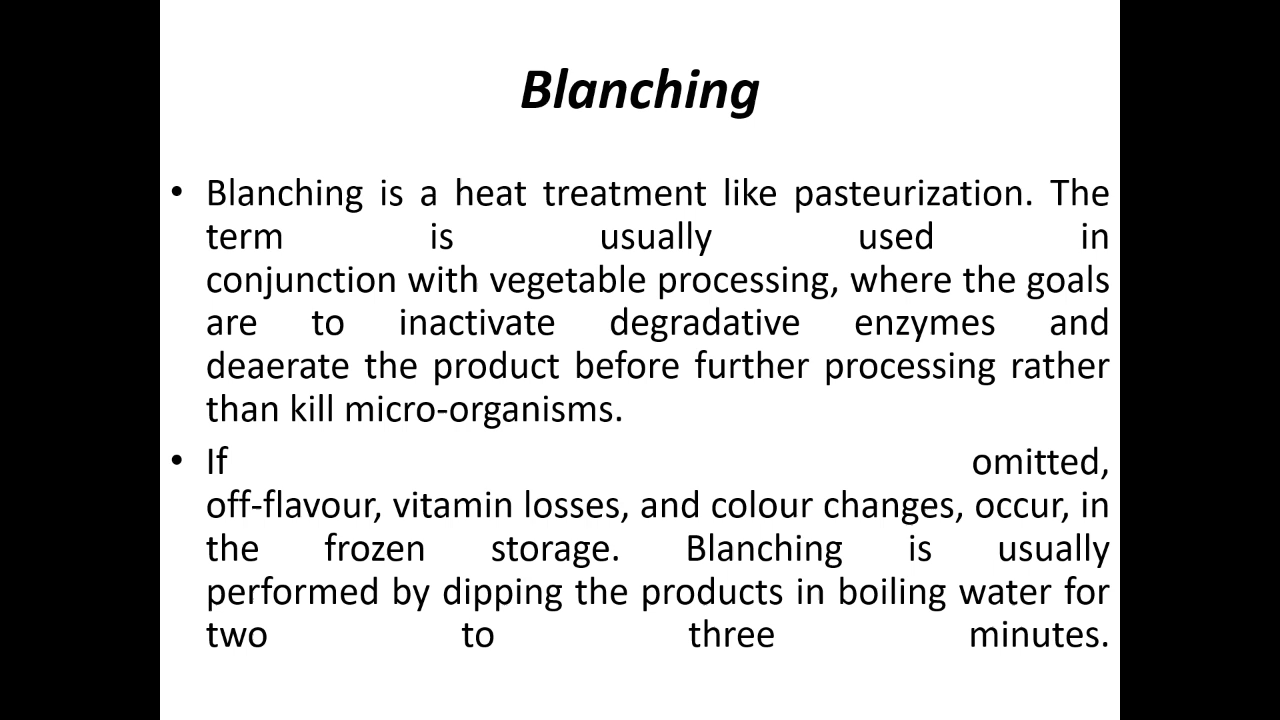 Blanching
• Blanching is a heat treatment like pasteurization. The
term is usually used in
conjunction with vegetable processing, where the goals
are to inactivate degradative enzymes and
deaerate the product before further processing rather
than kill micro-organisms.
• If omitted,
off-flavour, vitamin losses, and colour changes, occur, in
the frozen storage. Blanching is usually
performed by dipping the products in boiling water for
two to three minutes.